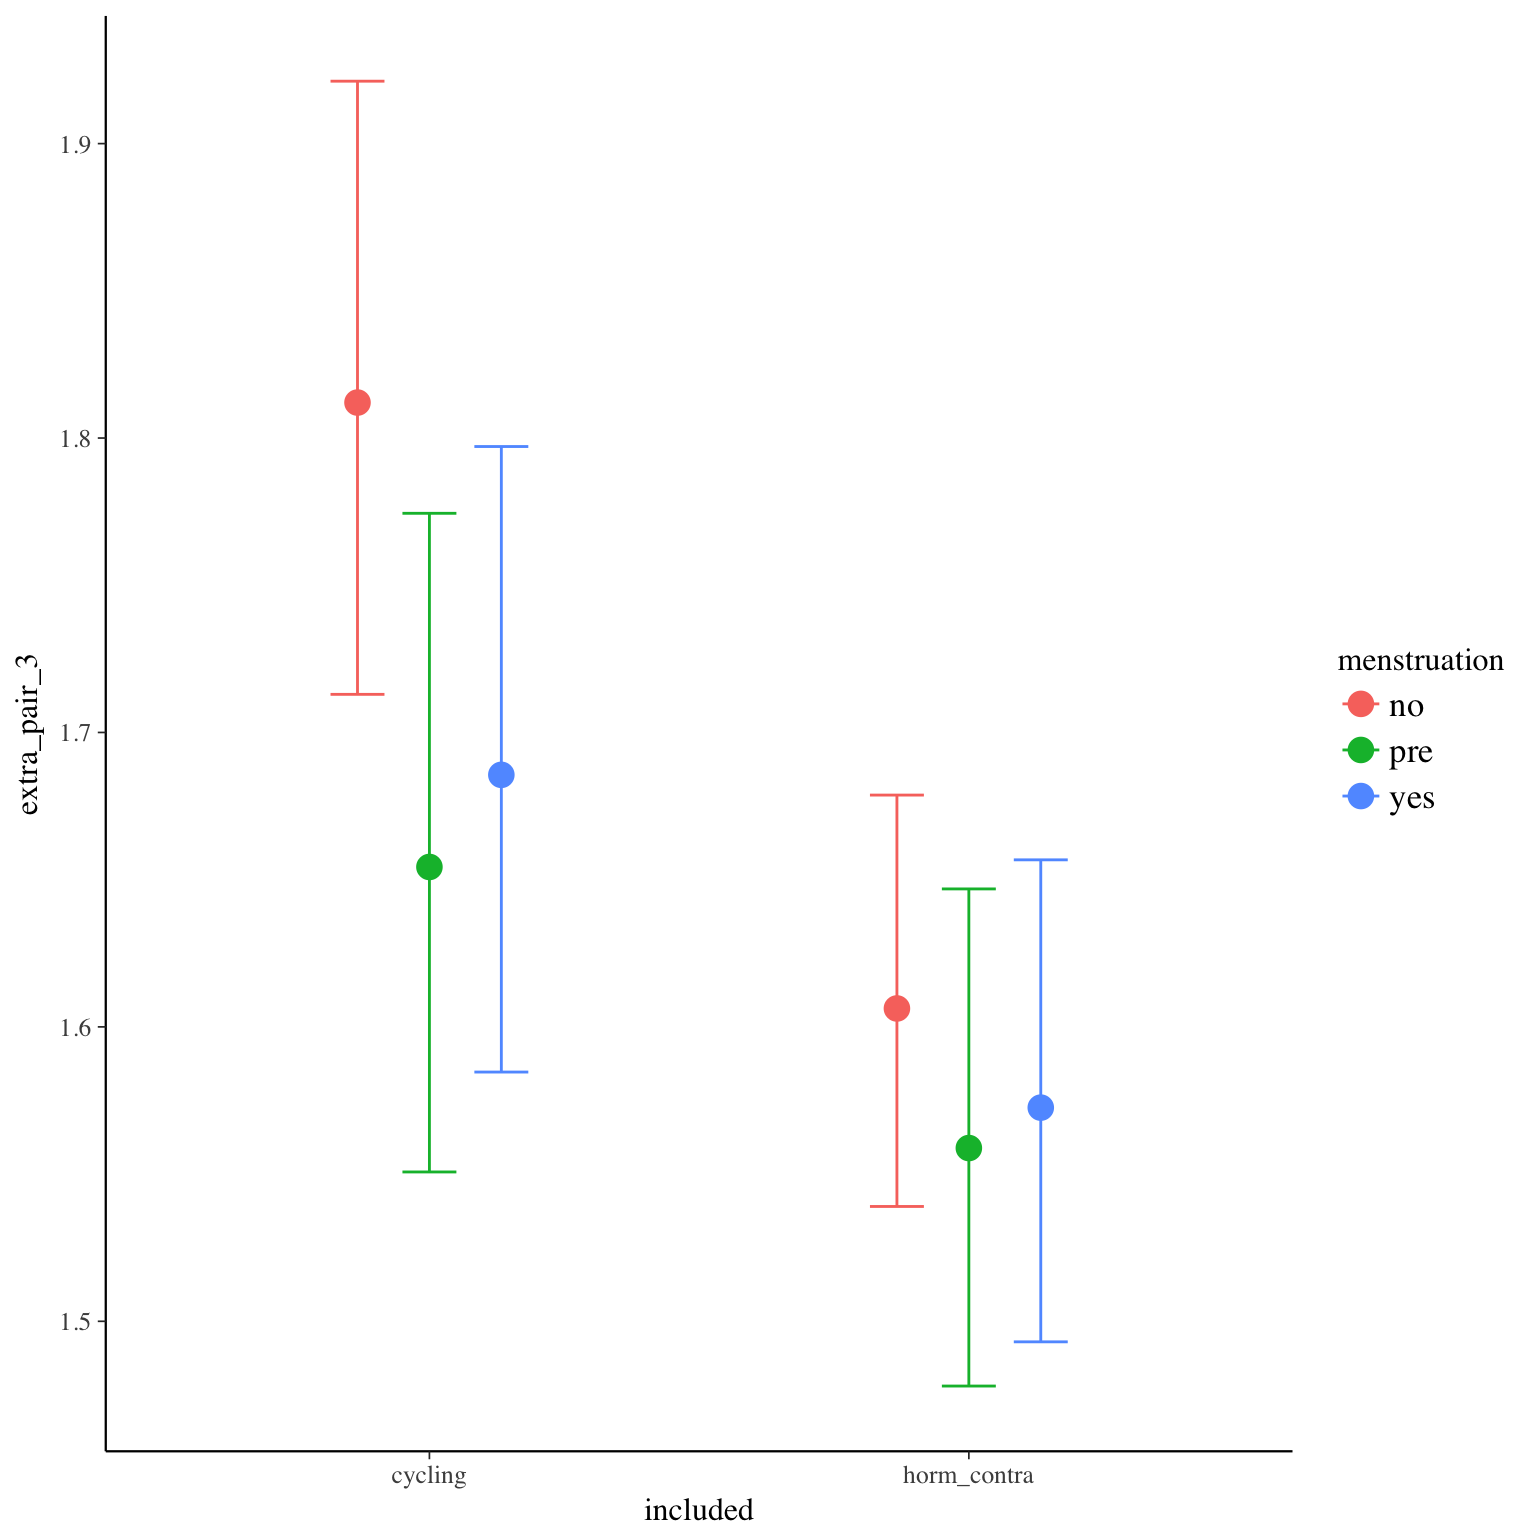 1.9
1.8
1.7
1.6
1.5
extra_pair_3
cycling
horm_contra
included
menstruation
no
pre
yes